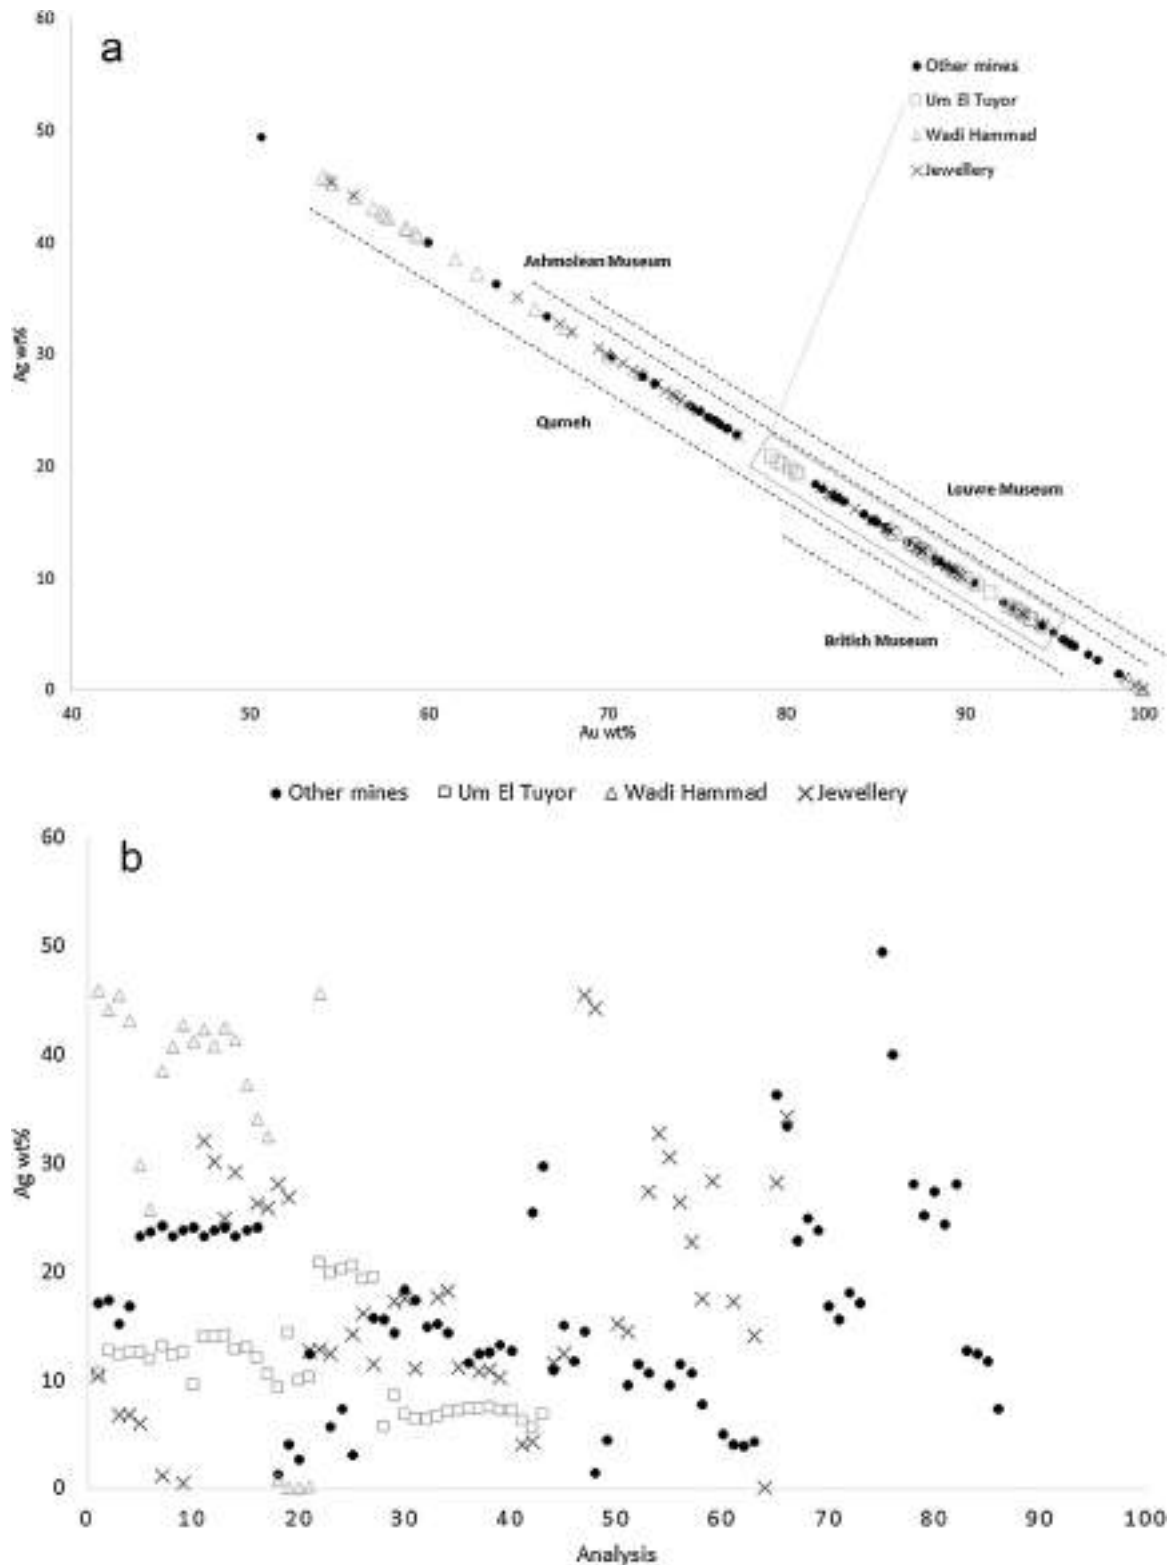 60
a
Other mines
Um El Tuyor
Wadi Hammad
Jewellery
50
40
Ashmolean Museum
Ag wt%
30
Qurneh
20
Louvre Museum
10
British Museum
0
40 50 60 70 80 90 100
Au wt%
Other mines Um El Tuyor Wadi Hammad Jewellery
60
b
50
40
Ag wt%
30
20
10
0
0 10 20 30 40 50 60 70 80 90 100
Analysis